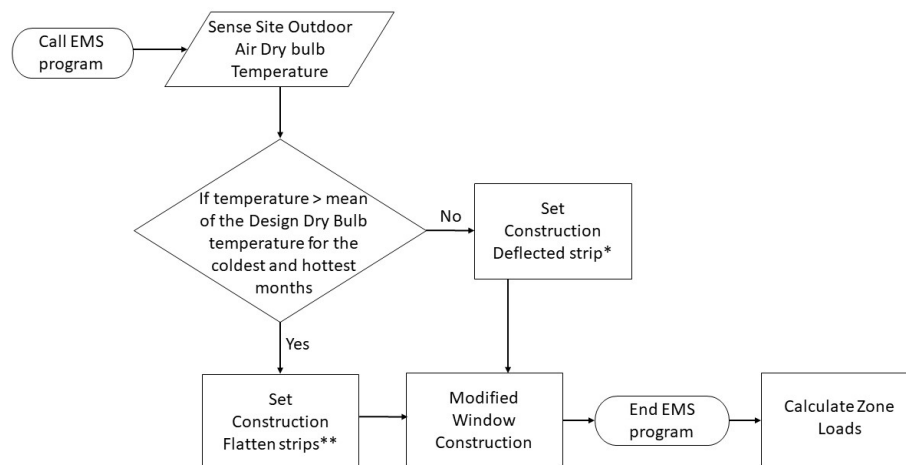 Call EMS
program
Sense Site Outdoor
Air Dry bulb
Temperature
If temperature > mean
of the Design Dry Bulb
temperature for the
coldest and hottest
months
No
Set
Construction
Deflected strip*
Yes
Set
Construction
Flatten strips**
Modified
Window
Construction
End EMS
program
Calculate Zone
Loads